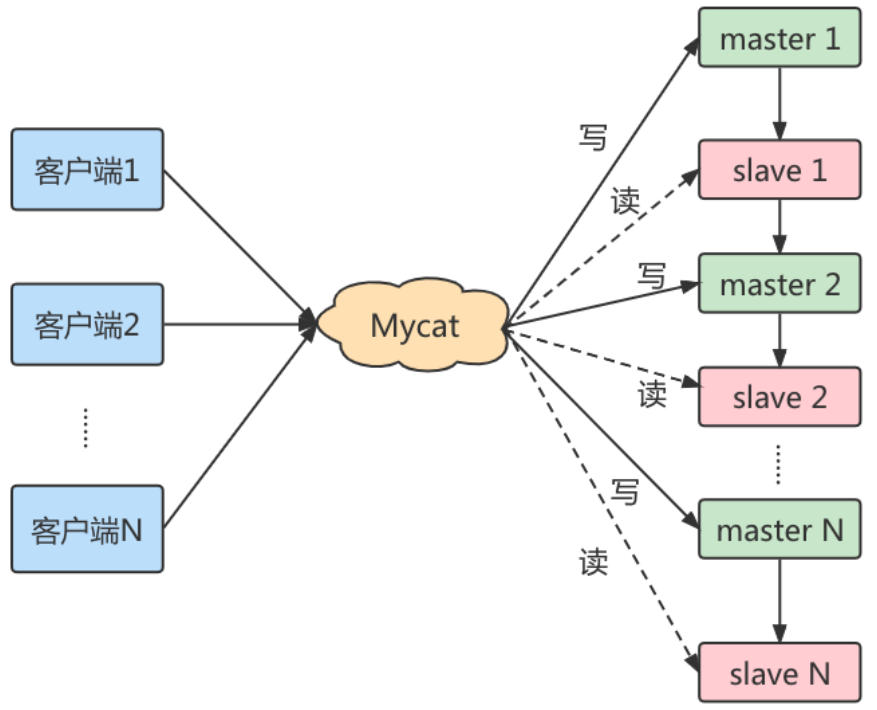 客户端1
客户端2
客户端N
Mycat
写
读
写
读
写
读
master 1
slave 1
master 2
slave 2
master N
slave N